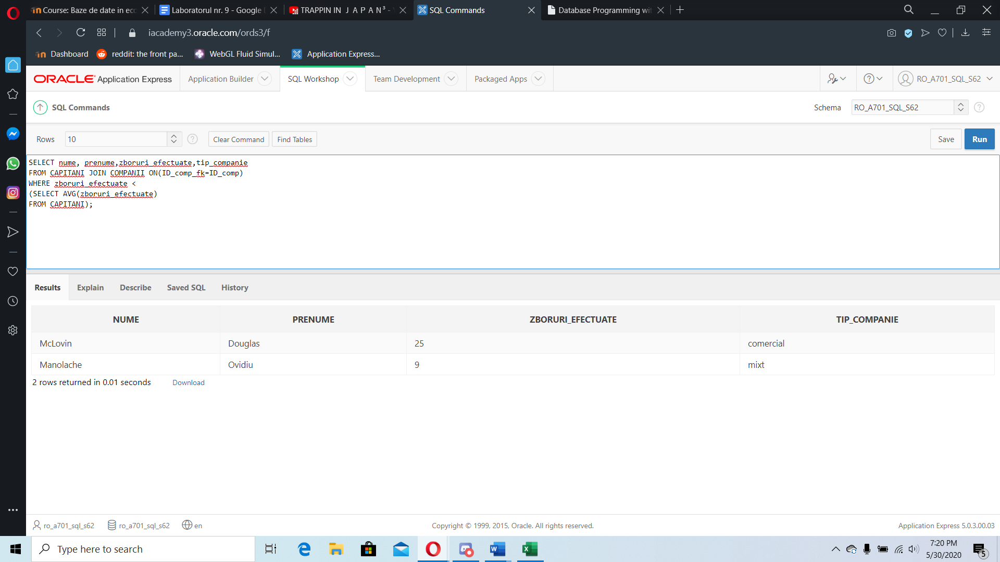 Course: Baze de date in eco
Laboratorul nr. 9 - Google
TRAPPIN IN J A P A N ³ -
SQL Commands
Database Programming wit
iacademy3.oracle.com/ords3/f
Dashboard
reddit: the front pa...
WebGL Fluid Simul...
Application Express...
ORACLE Application Express
Application Builder
SQL Workshop
Team Development
Packaged Apps
RO_A701_SQL_S62
SQL Commands
Schema
RO_A701_SQL_S62
Rows
10
Clear Command
Find Tables
Save
Run
SELECT nume, prenume,zboruri_efectuate,tip_companie
FROM CAPITANI JOIN COMPANII ON(ID_comp_fk=ID_comp)
WHERE zboruri_efectuate <
(SELECT AVG(zboruri_efectuate)
FROM CAPITANI);
Results
Explain
Describe
Saved SQL
History
NUME PRENUME ZBORURI_EFECTUATE TIP_COMPANIE
McLovin Douglas 25 comercial
Manolache Ovidiu 9 mixt
2 rows returned in 0.01 seconds
Download
ro_a701_sql_s62
ro_a701_sql_s62
en
Copyright © 1999, 2015, Oracle. All rights reserved.
Application Express 5.0.3.00.03
Type here to search
7:20 PM
5/30/2020
5